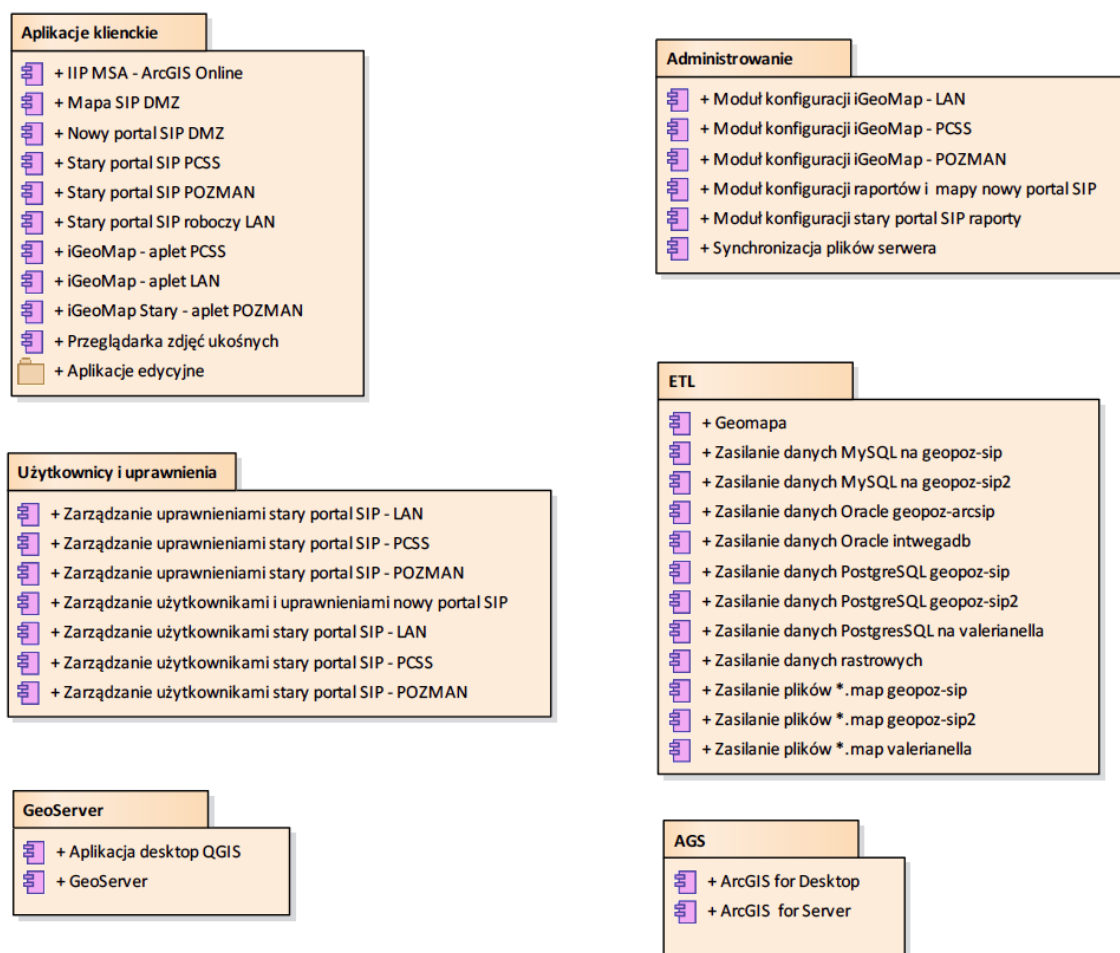 Aplikacje klienckie
+ IIP MSA - ArcGIS Online
+ Mapa SIP DMZ
+ Nowy portal SIP DMZ
+ Stary portal SIP PCSS
+ Stary portal SIP POZMAN
+ Stary portal SIP roboczy LAN
+ iGeoMap - aplet PCSS
+ iGeoMap - aplet LAN
+ iGeoMap Stary - aplet POZMAN
+ Przeglądarka zdjęć ukośnych
+ Aplikacje edycyjne
Administrowanie
+ Moduł konfiguracji iGeoMap - LAN
+ Moduł konfiguracji iGeoMap - PCSS
+ Moduł konfiguracji iGeoMap - POZMAN
+ Moduł konfiguracji raportów i mapy nowy portal SIP
+ Moduł konfiguracji stary portal SIP raporty
+ Synchronizacja plików serwera
Użytkownicy i uprawnienia
+ Zarządzanie uprawnieniami stary portal SIP - LAN
+ Zarządzanie uprawnieniami stary portal SIP - PCSS
+ Zarządzanie uprawnieniami stary portal SIP - POZMAN
+ Zarządzanie użytkownikami i uprawnieniami nowy portal SIP
+ Zarządzanie użytkownikami stary portal SIP - LAN
+ Zarządzanie użytkownikami stary portal SIP - PCSS
+ Zarządzanie użytkownikami stary portal SIP - POZMAN
ETL
+ Geomapa
+ Zasilanie danych MySQL na geopoz-sip
+ Zasilanie danych MySQL na geopoz-sip2
+ Zasilanie danych Oracle geopoz-arcsip
+ Zasilanie danych Oracle intwegadb
+ Zasilanie danych PostgreSQL geopoz-sip
+ Zasilanie danych PostgreSQL geopoz-sip2
+ Zasilanie danych PostgresSQL na valerianella
+ Zasilanie danych rastrowych
+ Zasilanie plików *.map geopoz-sip
+ Zasilanie plików *.map geopoz-sip2
+ Zasilanie plików *.map valerianella
GeoServer
+ Aplikacja desktop QGIS
+ GeoServer
AGS
+ ArcGIS for Desktop
+ ArcGIS for Server